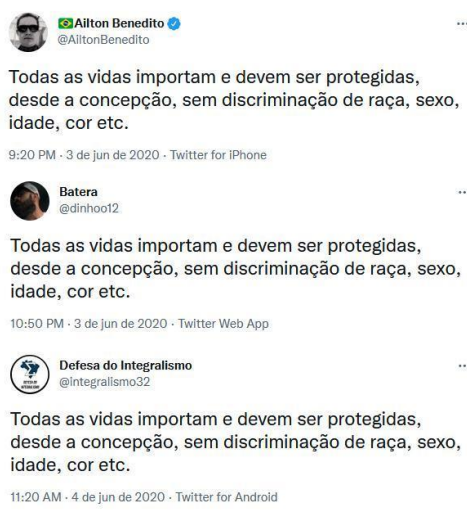 Ailton Benedito
@AiltonBenedito
Todas as vidas importam e devem ser protegidas,
desde a concepção, sem discriminação de raça, sexo,
idade, cor etc.
9:20 PM · 3 de jun de 2020 · Twitter for iPhone
Batera
@dinhoo12
Todas as vidas importam e devem ser protegidas,
desde a concepção, sem discriminação de raça, sexo,
idade, cor etc.
10:50 PM · 3 de jun de 2020 · Twitter Web App
Defesa do Integralismo
@integralismo32
Todas as vidas importam e devem ser protegidas,
desde a concepção, sem discriminação de raça, sexo,
idade, cor etc.
11:20 AM · 4 de jun de 2020 · Twitter for Android